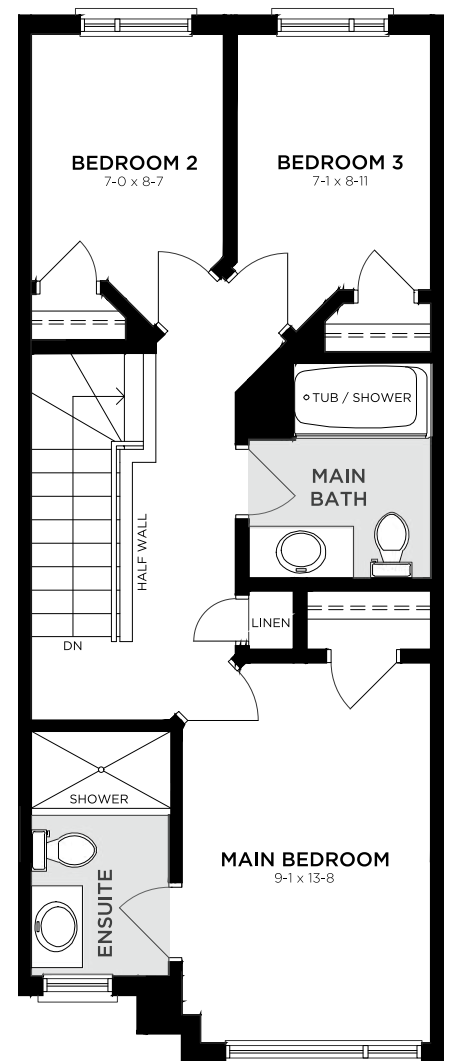 BEDROOM 2
7-0 x 8-7
BEDROOM 3
7-1 x 8-11
TUB / SHOWER
MAIN
BATH
HALF WALL
LINEN
DN
SHOWER
MAIN BEDROOM
9-1 x 13-8
ENSUITE